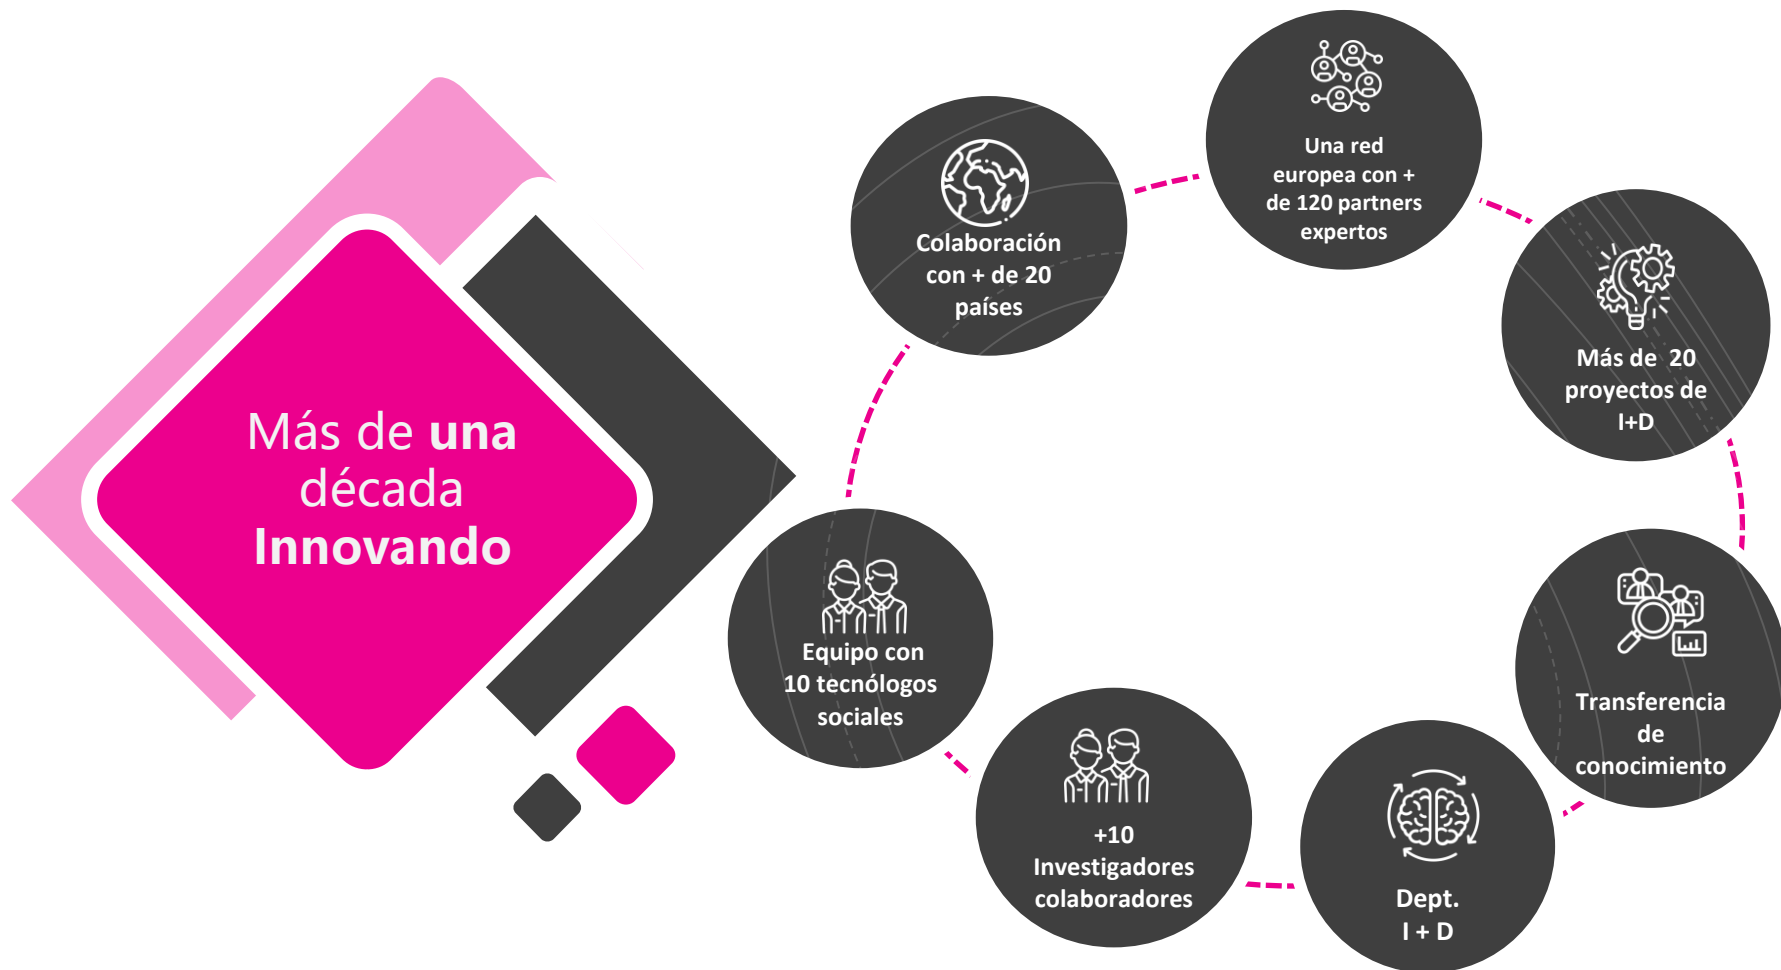 Más de una
década
Innovando
Una red
europea con +
de 120 partners
expertos
Colaboración
con + de 20
países
Más de 20
proyectos de
I+D
Equipo con
10 tecnólogos
sociales
Transferencia
de
conocimiento
+10
Investigadores
colaboradores
Dept.
I + D